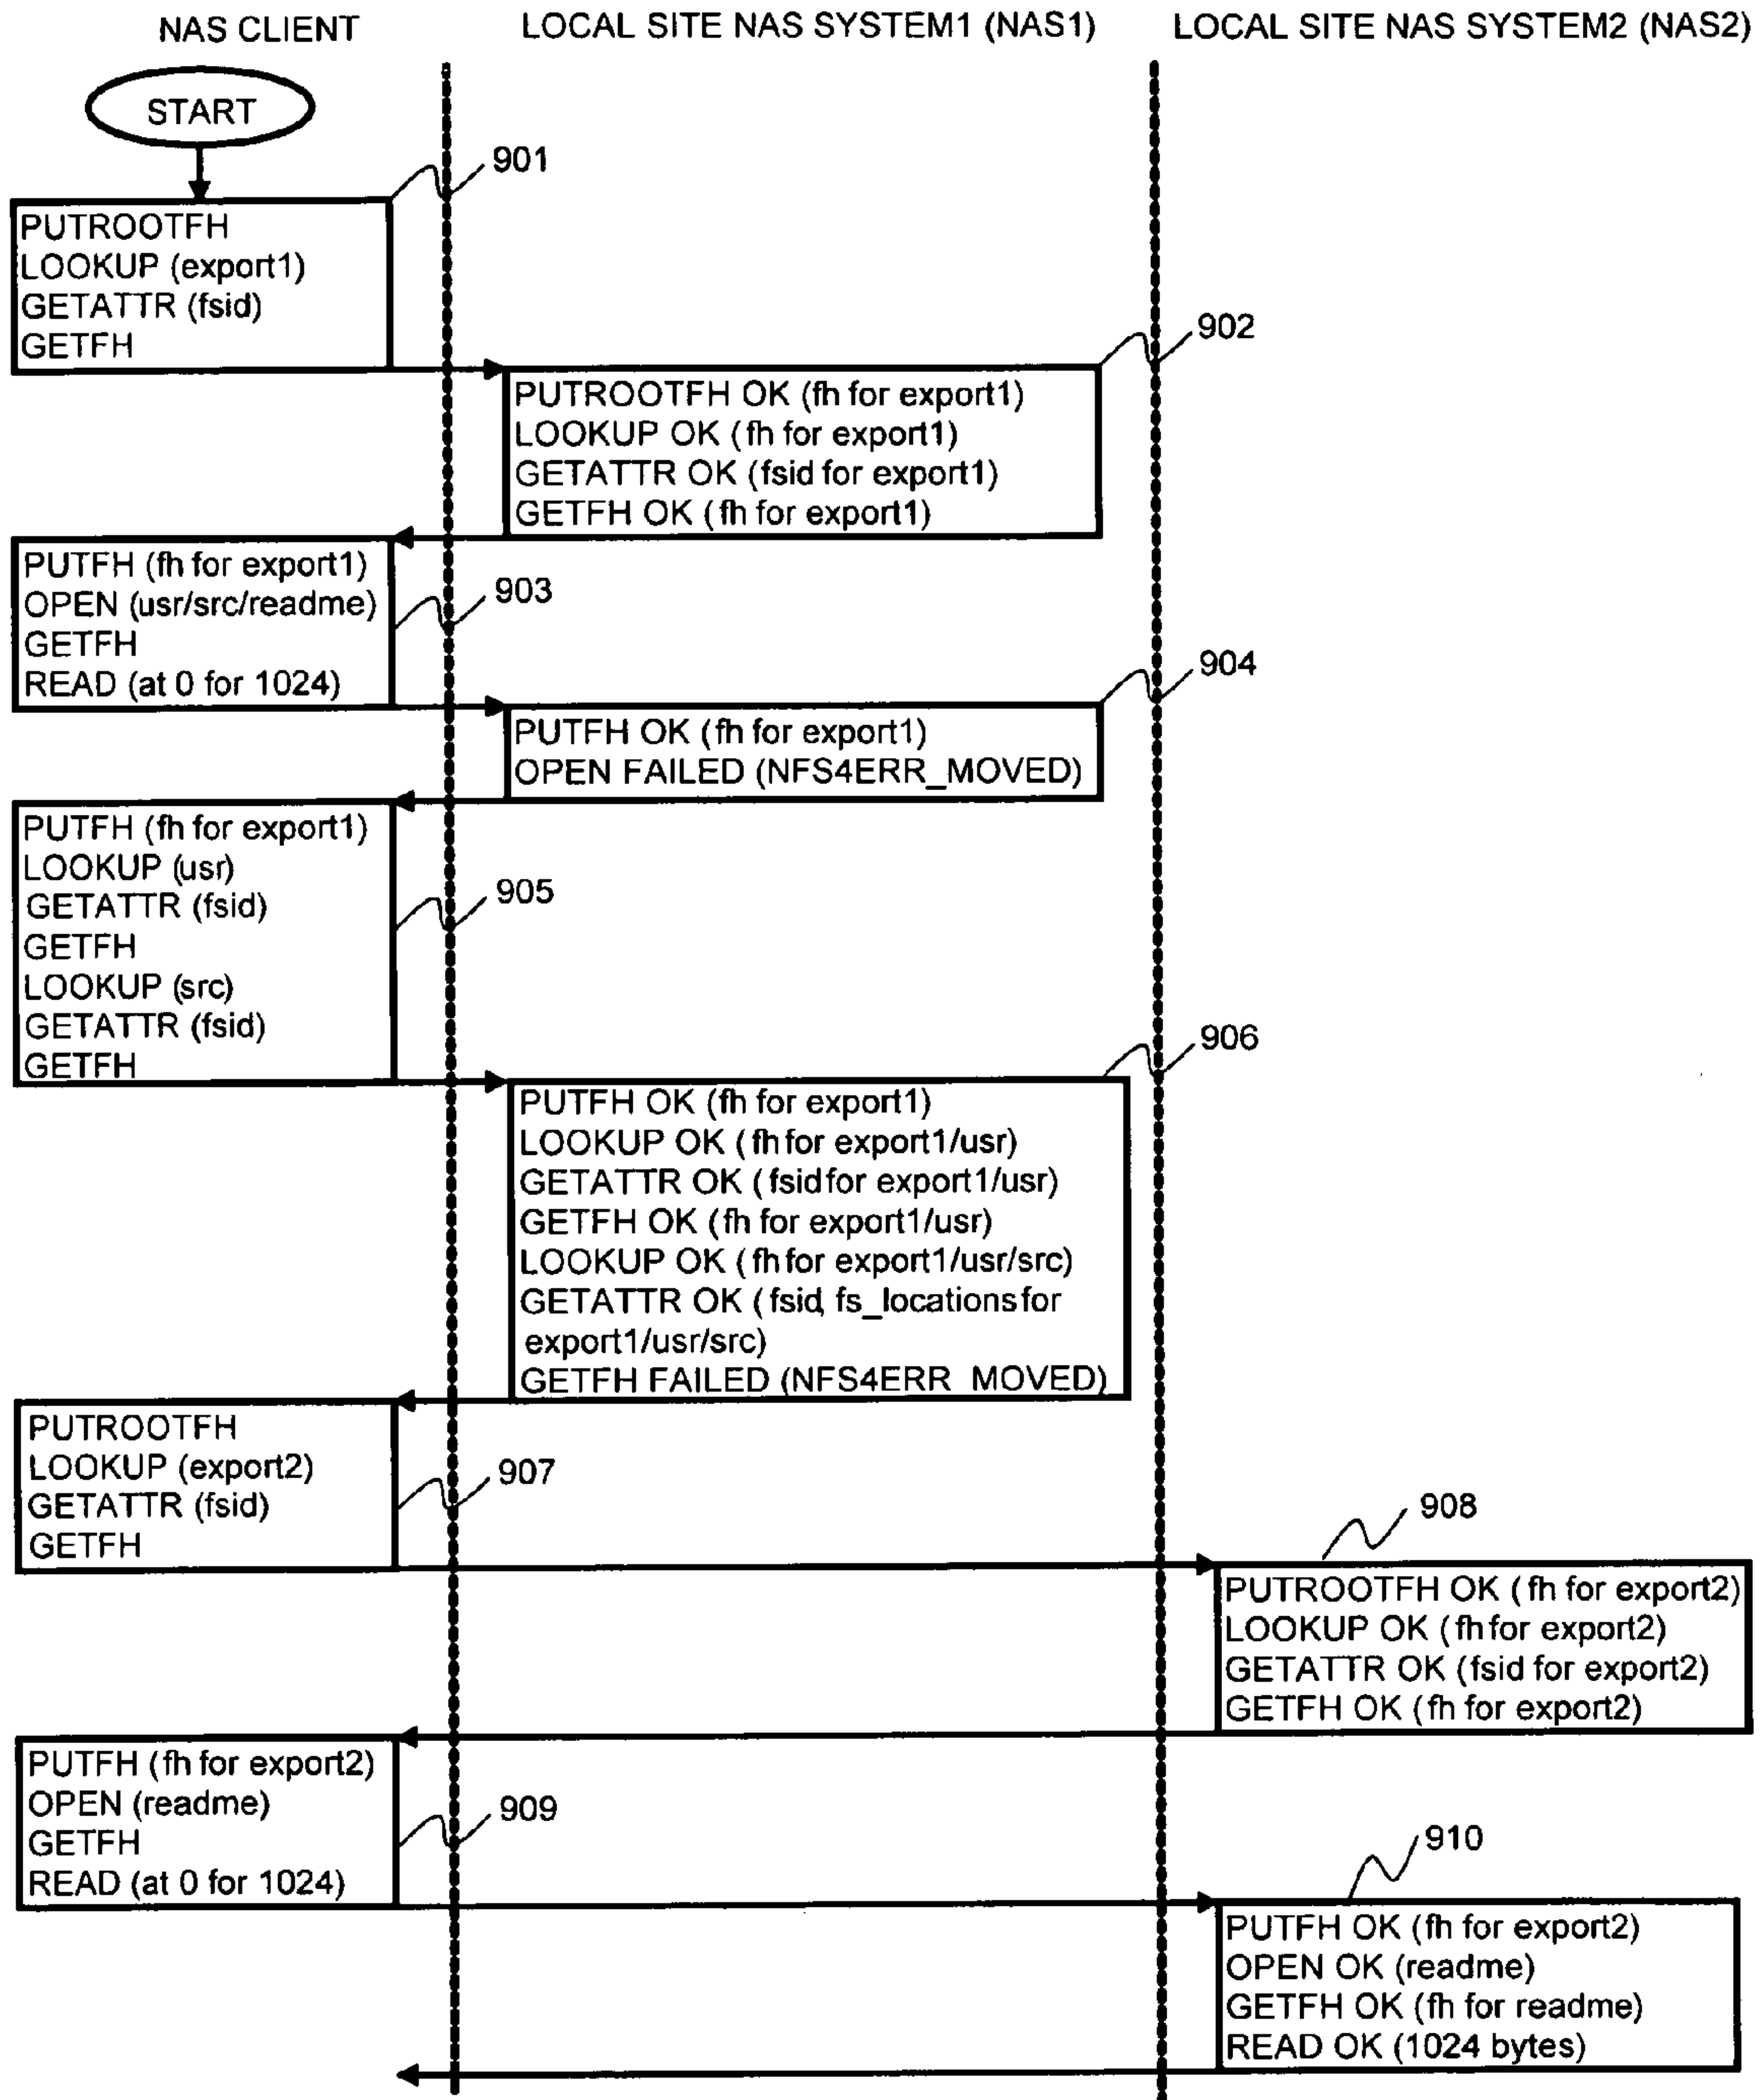 NAS CLIENT
LOCAL SITE NAS SYSTEM1 (NAS1)
LOCAL SITE NAS SYSTEM2 (NAS2)
START
901
PUTROOTFH
LOOKUP (export1)
GETATTR (fsid)
GETFH
902
PUTROOTFH OK (fh for export1)
LOOKUP OK (fh for export1)
GETATTR OK (fsid for export1)
GETFH OK (fh for export1)
PUTFH (fh for export1)
OPEN (usr/src/readme)
GETFH
READ (at 0 for 1024)
903
904
PUTFH OK (fh for export1)
OPEN FAILED (NFS4ERR_MOVED)
PUTFH (fh for export1)
LOOKUP (usr)
GETATTR (fsid)
GETFH
LOOKUP (src)
GETATTR (fsid)
GETFH
905
906
PUTFH OK (fh for export1)
LOOKUP OK (fh for export1/usr)
GETATTR OK (fsid for export1/usr)
GETFH OK (fh for export1/usr)
LOOKUP OK (fh for export1/usr/src)
GETATTR OK (fsid, fs_locations for
export1/usr/src)
GETFH FAILED (NFS4ERR_MOVED)
PUTROOTFH
LOOKUP (export2)
GETATTR (fsid)
GETFH
907
908
PUTROOTFH OK (fh for export2)
LOOKUP OK (fh for export2)
GETATTR OK (fsid for export2)
GETFH OK (fh for export2)
PUTFH (fh for export2)
OPEN (readme)
GETFH
READ (at 0 for 1024)
909
910
PUTFH OK (fh for export2)
OPEN OK (readme)
GETFH OK (fh for readme)
READ OK (1024 bytes)